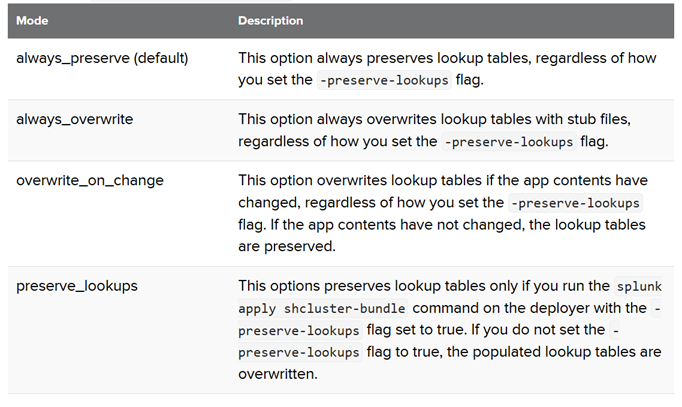 Mode Description
always_preserve (default) This option always preserves lookup tables, regardless of how
you set the -preserve-lookups flag.
always_overwrite This option always overwrites lookup tables with stub files,
regardless of how you set the -preserve-lookups flag.
overwrite_on_change This option overwrites lookup tables if the app contents have
changed, regardless of how you set the -preserve-lookups
flag. If the app contents have not changed, the lookup tables
are preserved.
preserve_lookups This options preserves lookup tables only if you run the splunk
apply shcluster-bundle command on the deployer with the -
preserve-lookups flag set to true. If you do not set the -
preserve-lookups flag to true, the populated lookup tables are
overwritten.